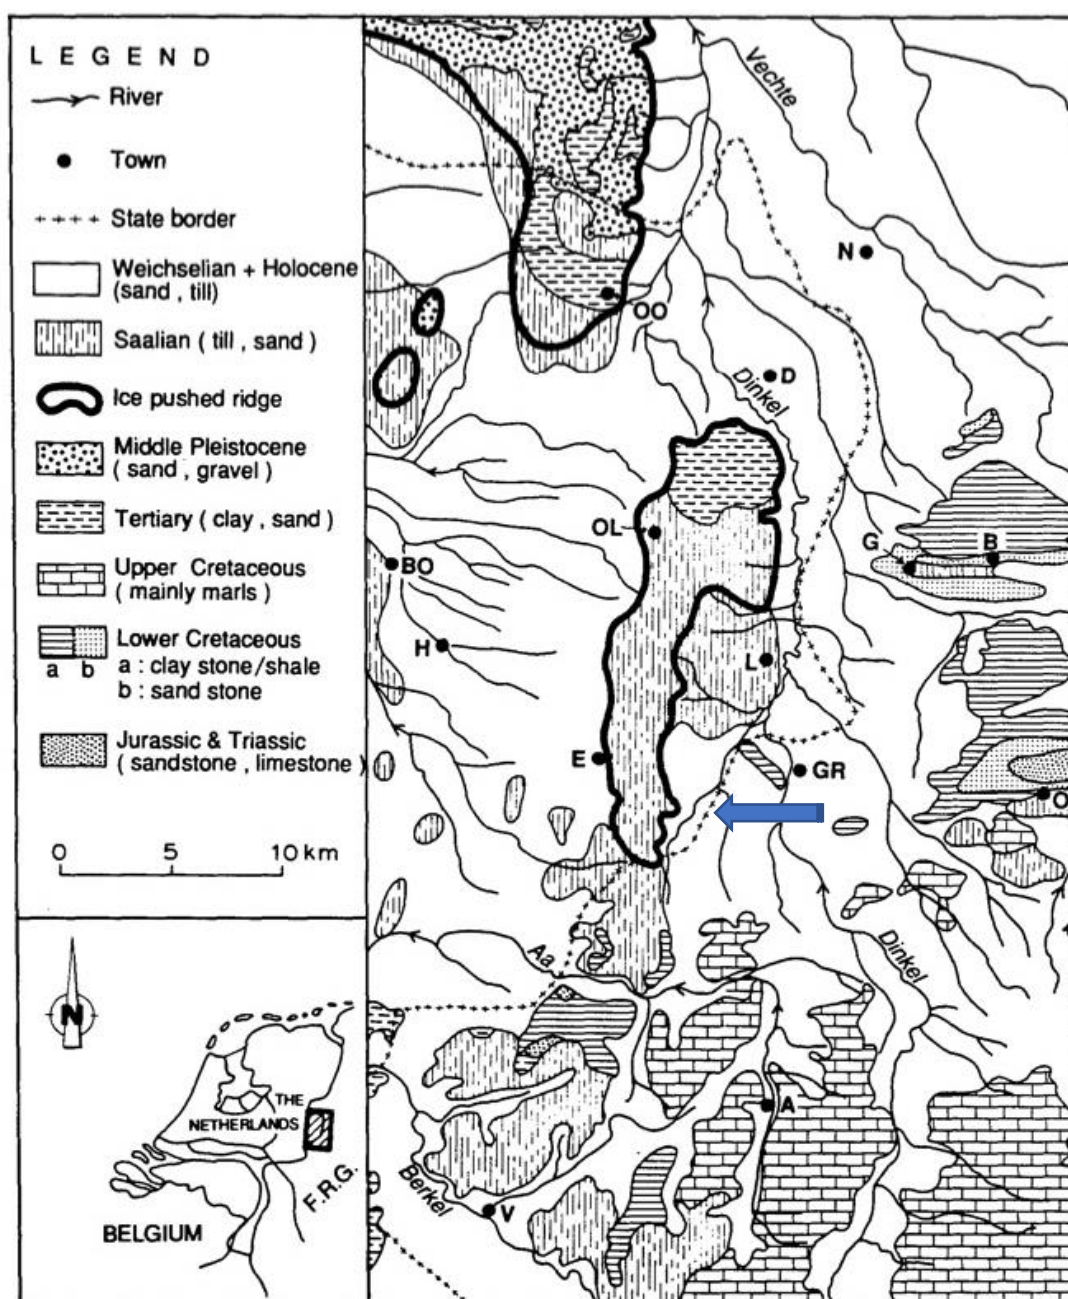 LEGEND
River
Town
State border
Weichselian + Holocene
(sand, till)
Saalian (till, sand)
Ice pushed ridge
Middle Pleistocene
(sand, gravel)
Tertiary (clay, sand)
Upper Cretaceous
(mainly marls)
Lower Cretaceous
a b
a : clay stone/shale
b : sand stone
Jurassic & Triassic
(sandstone, limestone)
0 5 10 km
N
THE
NETHERLANDS
F.R.G.
BELGIUM
Vechte
N
OO
D
Dinkel
OL
G
B
BO
H
L
E
GR
O
Aa
Dinkel
A
Berkel
V